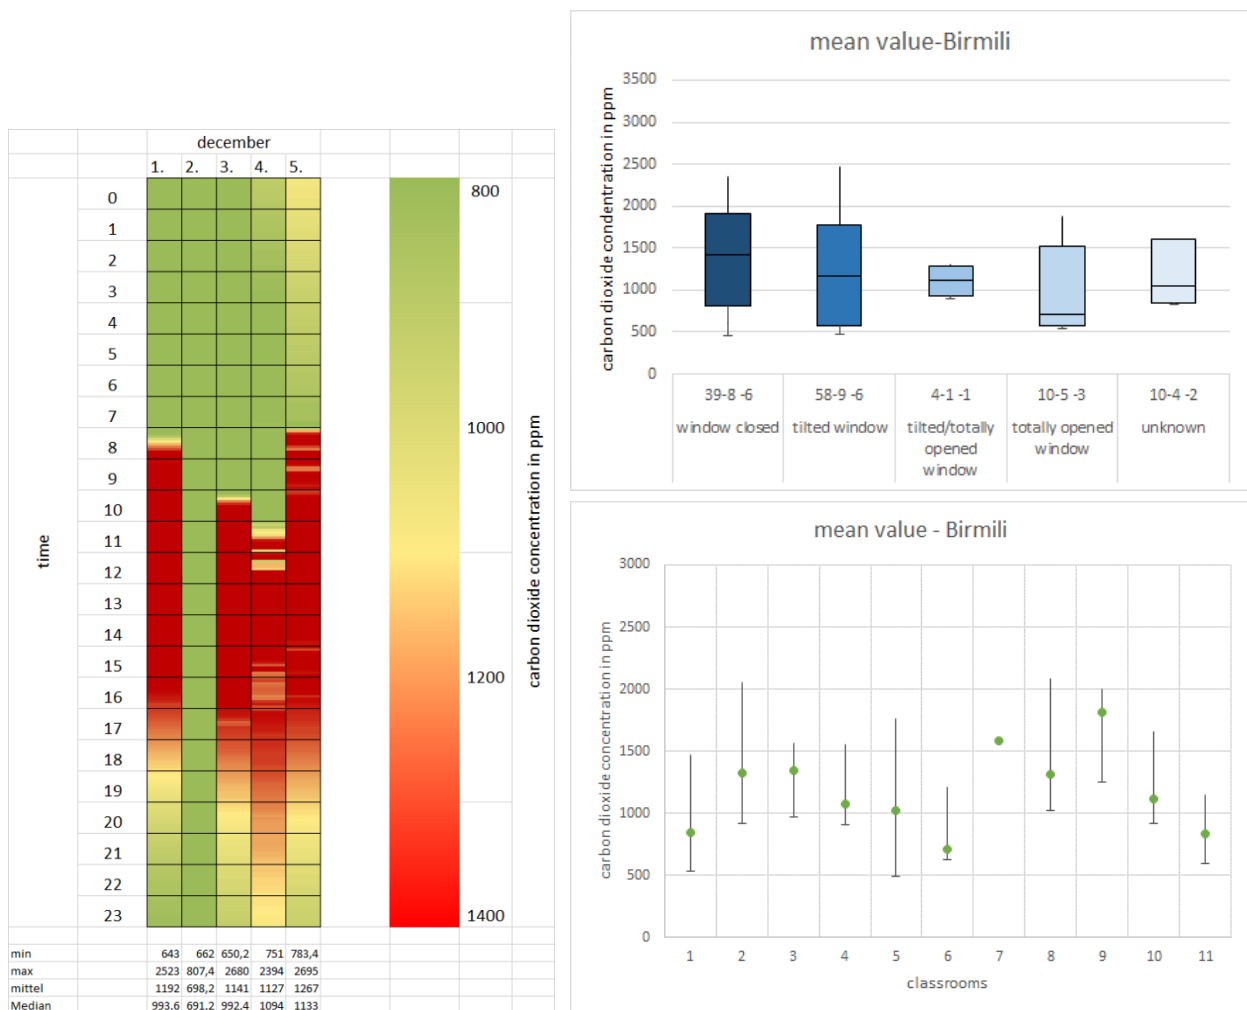 december
1. 2. 3. 4. 5.
time
0
1
2
3
4
5
6
7
8
9
10
11
12
13
14
15
16
17
18
19
20
21
22
23
800
1000
1200
1400
carbon dioxide concentration in ppm
min 643 662 650,2 751 783,4
max 2523 807,4 2680 2394 2695
mittel 1192 698,2 1141 1127 1267
Median 993,6 691,2 992,4 1094 1133
mean value-Birmili
carbon dioxide condentration in ppm
3500
3000
2500
2000
1500
1000
500
0
39-8 -6 58-9 -6 4-1 -1 10-5 -3 10-4 -2
window closed tilted window tilted/totally totally opened unknown
opened window
window
mean value - Birmili
carbon dioxide concentration in ppm
3000
2500
2000
1500
1000
500
0
1 2 3 4 5 6 7 8 9 10 11
classrooms